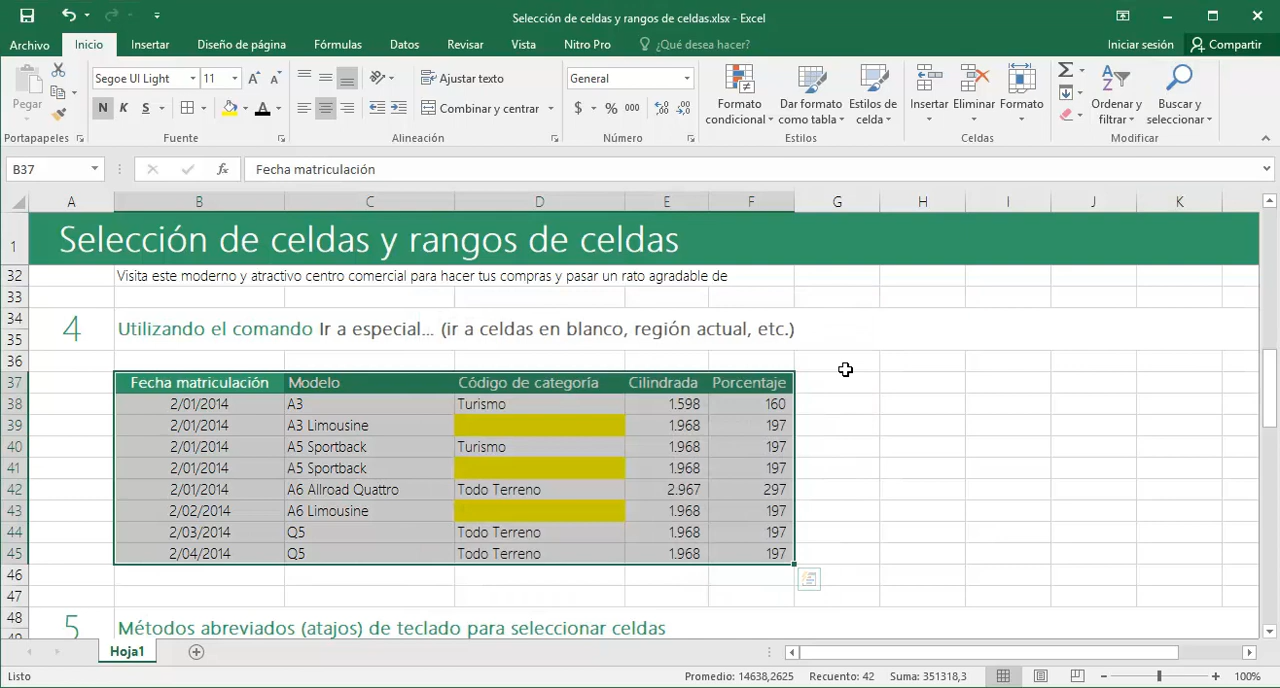 Selección de celdas y rangos de celdas.xlsx - Excel
Archivo Inicio Insertar Diseño de página Fórmulas Datos Revisar Vista Nitro Pro ¿Qué desea hacer? Iniciar sesión Compartir
Pegar
Segoe UI Light 11 A A
N K S A
Ajustar texto
Combinar y centrar
General
$ % 000
Formato condicional
Dar formato como tabla
Estilos de celda
Insertar
Eliminar
Formato
Ordenar y filtrar
Buscar y seleccionar
Portapapeles Fuente Alineación Número Estilos Celdas Modificar
B37 fx Fecha matriculación
A B C D E F G H I J K
1 Selección de celdas y rangos de celdas
32 Visita este moderno y atractivo centro comercial para hacer tus compras y pasar un rato agradable de
33
34
4 Utilizando el comando Ir a especial... (ir a celdas en blanco, región actual, etc.)
35
36
37 Fecha matriculación Modelo Código de categoría Cilindrada Porcentaje
38 2/01/2014 A3 Turismo 1.598 160
39 2/01/2014 A3 Limousine 1.968 197
40 2/01/2014 A5 Sportback Turismo 1.968 197
41 2/01/2014 A5 Sportback 1.968 197
42 2/01/2014 A6 Allroad Quattro Todo Terreno 2.967 297
43 2/02/2014 A6 Limousine 1.968 197
44 2/03/2014 Q5 Todo Terreno 1.968 197
45 2/04/2014 Q5 Todo Terreno 1.968 197
46
47
48 5 Métodos abreviados (atajos) de teclado para seleccionar celdas
Hoja1
Listo Promedio: 14638,2625 Recuento: 42 Suma: 351318,3 100%